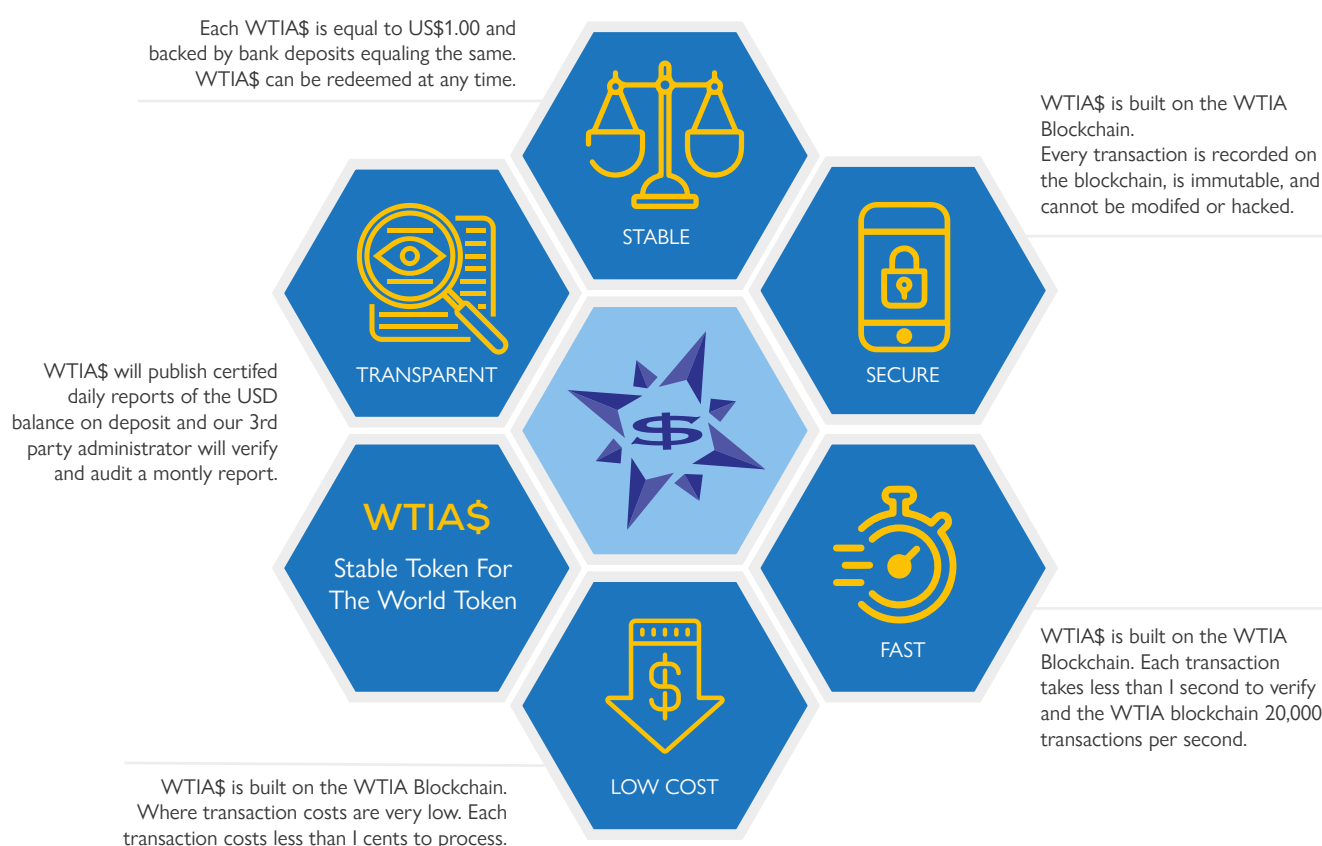 Each WTIA$ is equal to US$1.00 and
backed by bank deposits equaling the same.
WTIA$ can be redeemed at any time.
STABLE
WTIA$ is built on the WTIA
Blockchain.
Every transaction is recorded on
the blockchain, is immutable, and
cannot be modifed or hacked.
SECURE
TRANSPARENT
WTIA$ will publish certifed
daily reports of the USD
balance on deposit and our 3rd
party administrator will verify
and audit a montly report.
$
WTIA$
Stable Token For
The World Token
FAST
WTIA$ is built on the WTIA
Blockchain. Each transaction
takes less than 1 second to verify
and the WTIA blockchain 20,000
transactions per second.
$
LOW COST
WTIA$ is built on the WTIA Blockchain.
Where transaction costs are very low. Each
transaction costs less than 1 cents to process.